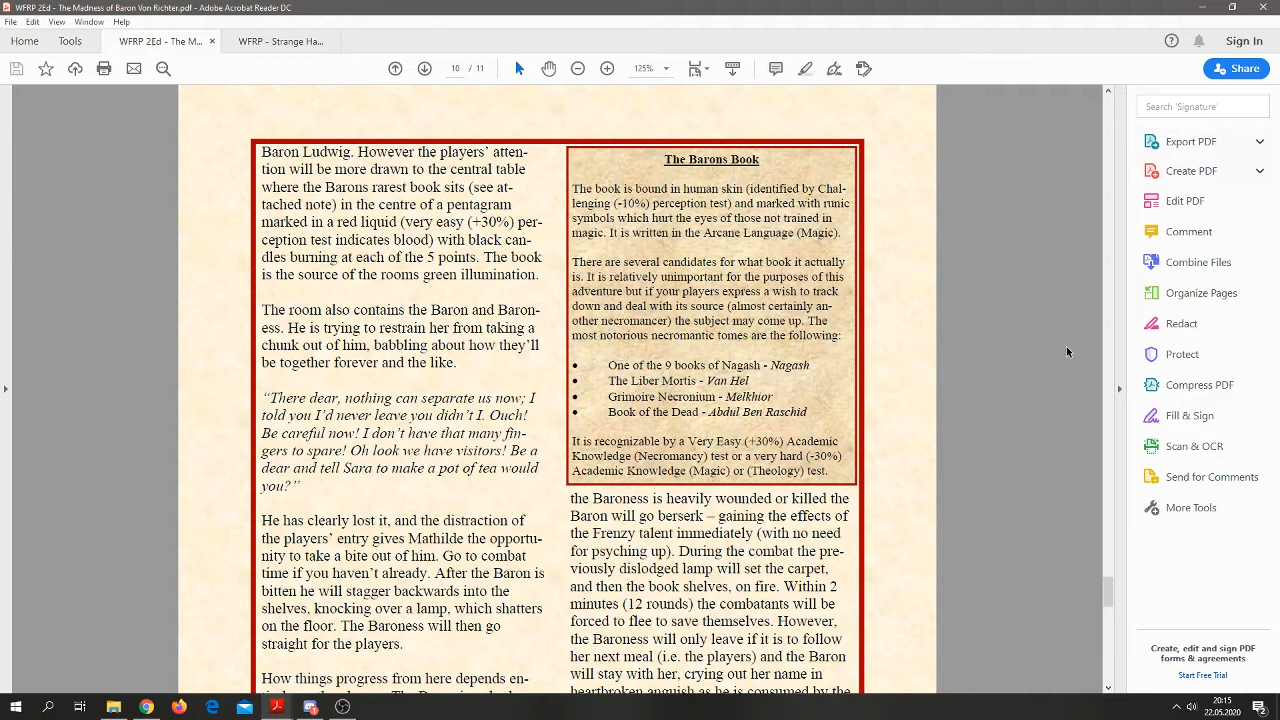 WFRP 2Ed - The Madness of Baron Von Richter.pdf - Adobe Acrobat Reader DC
File Edit View Window Help
Home Tools WFRP 2Ed - The M... × WFRP - Strange Ha... Sign In
10 / 11 125% Share
Search 'Signature'
Export PDF
Create PDF
Edit PDF
Comment
Combine Files
Organize Pages
Redact
Protect
Compress PDF
Fill & Sign
Scan & OCR
Send for Comments
More Tools
Create, edit and sign PDF
forms & agreements
Start Free Trial
Baron Ludwig. However the players' atten-
tion will be more drawn to the central table
where the Barons rarest book sits (see at-
tached note) in the centre of a pentagram
marked in a red liquid (very easy (+30%) per-
ception test indicates blood) with black can-
dles burning at each of the 5 points. The book
is the source of the rooms green illumination.
The room also contains the Baron and Baron-
ess. He is trying to restrain her from taking a
chunk out of him, babbling about how they'll
be together forever and the like.
"There dear, nothing can separate us now; I
told you I'd never leave you didn't I. Ouch!
Be careful now! I don't have that many fin-
gers to spare! Oh look we have visitors! Be a
dear and tell Sara to make a pot of tea would
you?"
He has clearly lost it, and the distraction of
the players' entry gives Mathilde the opportu-
nity to take a bite out of him. Go to combat
time if you haven't already. After the Baron is
bitten he will stagger backwards into the
shelves, knocking over a lamp, which shatters
on the floor. The Baroness will then go
straight for the players.
How things progress from here depends en-
The Barons Book
The book is bound in human skin (identified by Chal-
lenging (-10%) perception test) and marked with runic
symbols which hurt the eyes of those not trained in
magic. It is written in the Arcane Language (Magic).
There are several candidates for what book it actually
is. It is relatively unimportant for the purposes of this
adventure but if your players express a wish to track
down and deal with its source (almost certainly an-
other necromancer) the subject may come up. The
most notorious necromantic tomes are the following:
• One of the 9 books of Nagash - Nagash
• The Liber Mortis - Van Hel
• Grimoire Necronium - Melkhior
• Book of the Dead - Abdul Ben Raschid
It is recognizable by a Very Easy (+30%) Academic
Knowledge (Necromancy) test or a very hard (-30%)
Academic Knowledge (Magic) or (Theology) test.
the Baroness is heavily wounded or killed the
Baron will go berserk – gaining the effects of
the Frenzy talent immediately (with no need
for psyching up). During the combat the pre-
viously dislodged lamp will set the carpet,
and then the book shelves, on fire. Within 2
minutes (12 rounds) the combatants will be
forced to flee to save themselves. However,
the Baroness will only leave if it is to follow
her next meal (i.e. the players) and the Baron
will stay with her, crying out her name in
heartbroken anguish as he is consumed by the
20:15
22.05.2020
2